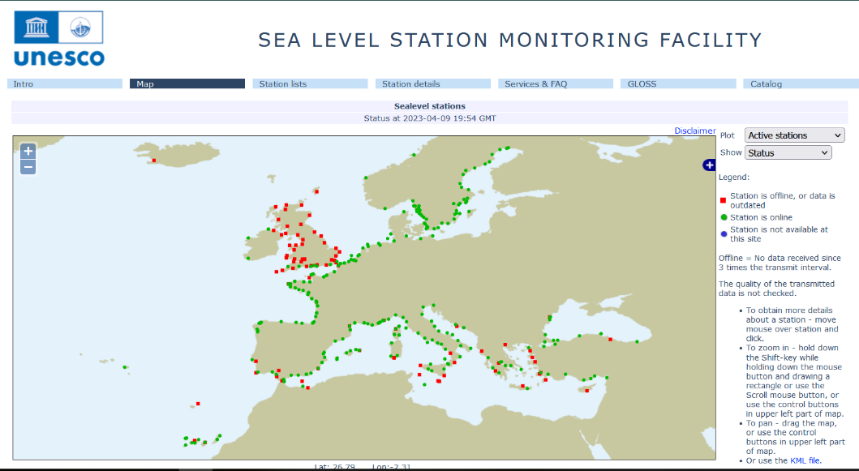 unesco
SEA LEVEL STATION MONITORING FACILITY
Intro
Map
Station lists
Station details
Services & FAQ
GLOSS
Catalog
Sealevel stations
Status at 2023-04-09 19:54 GMT
Disclaimer
Plot Active stations
Show Status
Legend:
Station is offline, or data is
outdated
Station is online
Station is not available at
this site
Offline = No data received since
3 times the transmit interval.
The quality of the transmitted
data is not checked.
• To obtain more details
about a station - move
mouse over station and
click.
• To zoom in - hold down
the Shift-key while
holding down the mouse
button and drawing a
rectangle or use the
Scroll mouse button, or
use the control buttons
in upper left part of map.
• To pan - drag the map,
or use the control
buttons in upper left part
of map.
• Or use the KML file.
+
−
+
Lat: 26.79 Lon:-2.31